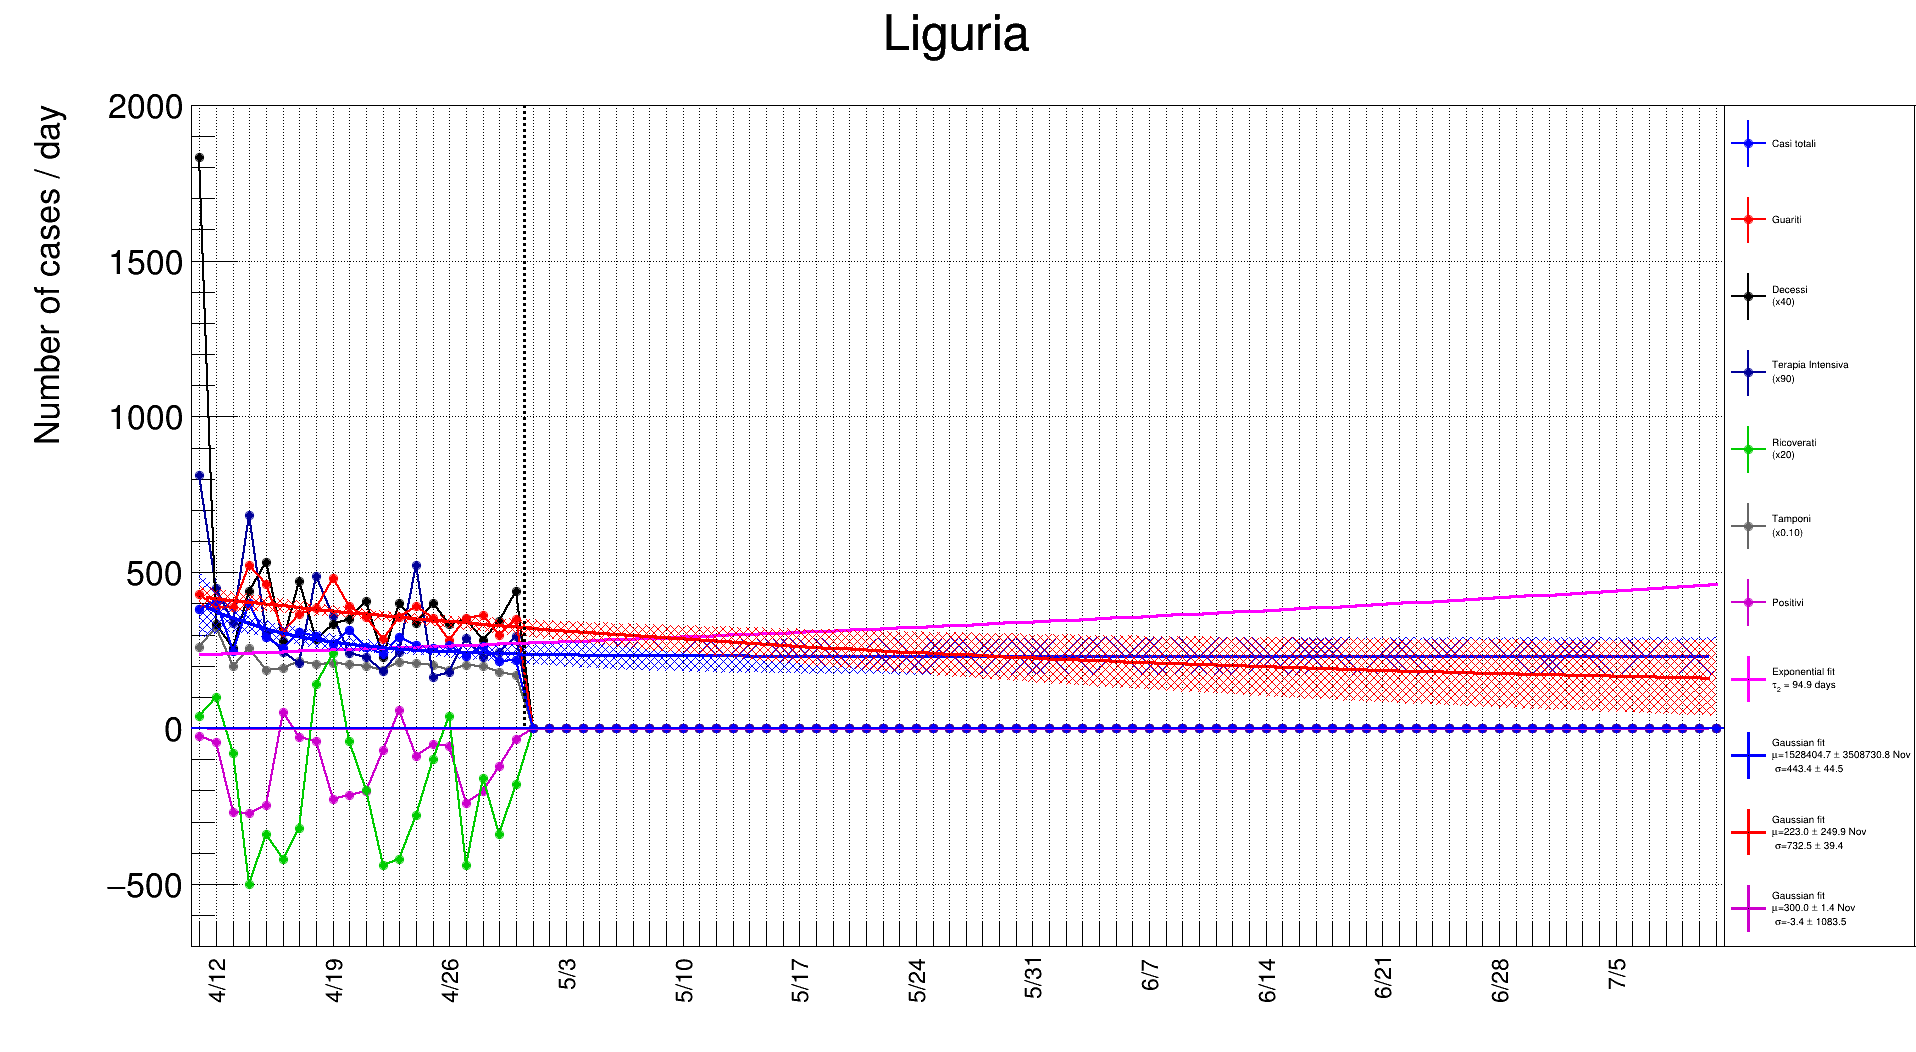 Liguria
Number of cases / day
2000
1500
1000
500
0
−500
4/12
4/19
4/26
5/3
5/10
5/17
5/24
5/31
6/7
6/14
6/21
6/28
7/5
Casi totali
Guariti
Decessi
(x40)
Terapia Intensiva
(x90)
Ricoverati
(x20)
Tamponi
(x0.10)
Positivi
Exponential fit
τ₂ = 94.9 days
Gaussian fit
μ=1528404.7 ± 3508730.8 Nov
σ=443.4 ± 44.5
Gaussian fit
μ=223.0 ± 249.9 Nov
σ=732.5 ± 39.4
Gaussian fit
μ=300.0 ± 1.4 Nov
σ=-3.4 ± 1083.5